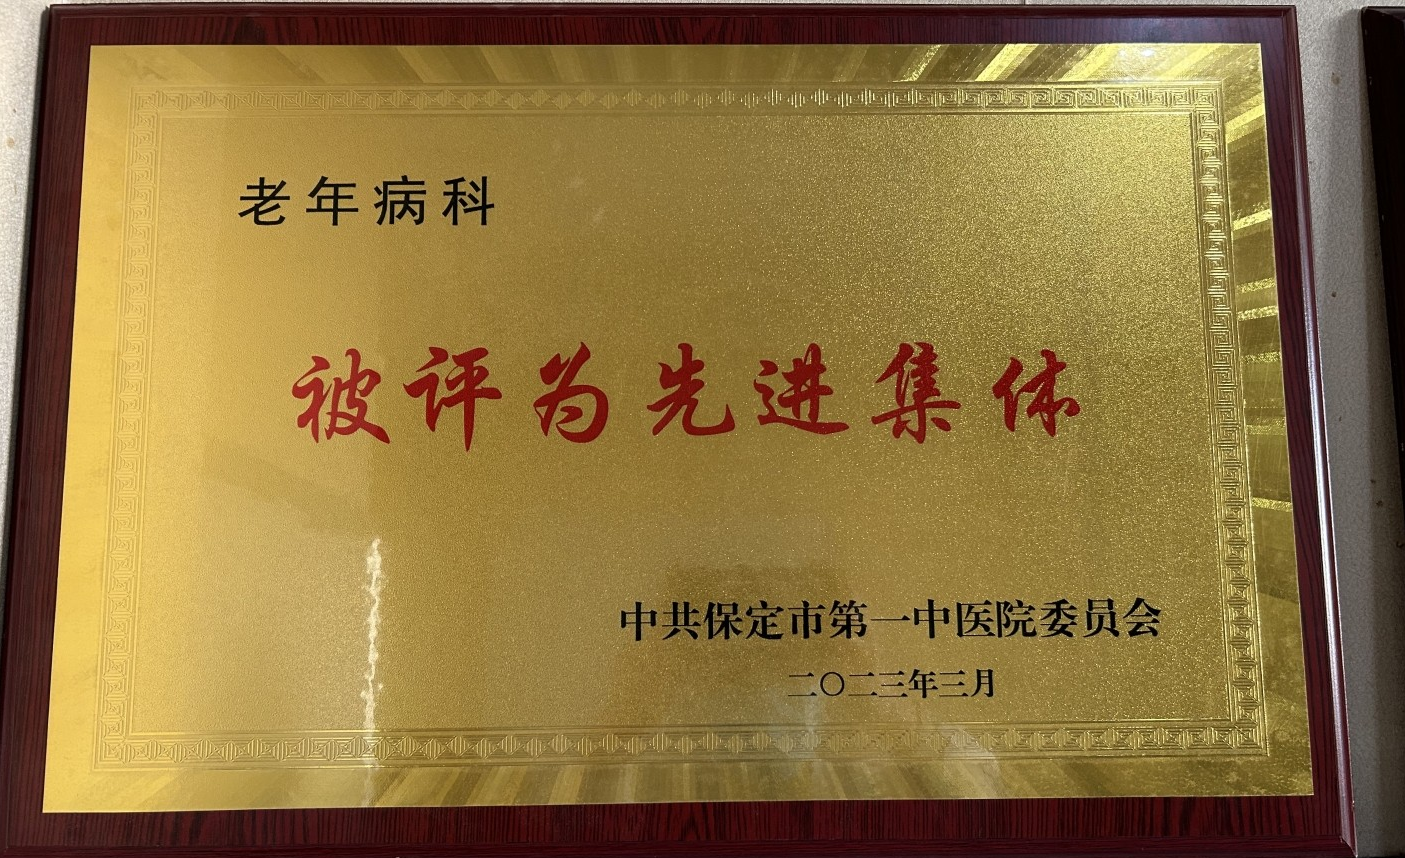 老年病科
被评为先进集体
中共保定市第一中医院委员会
二〇二三年三月